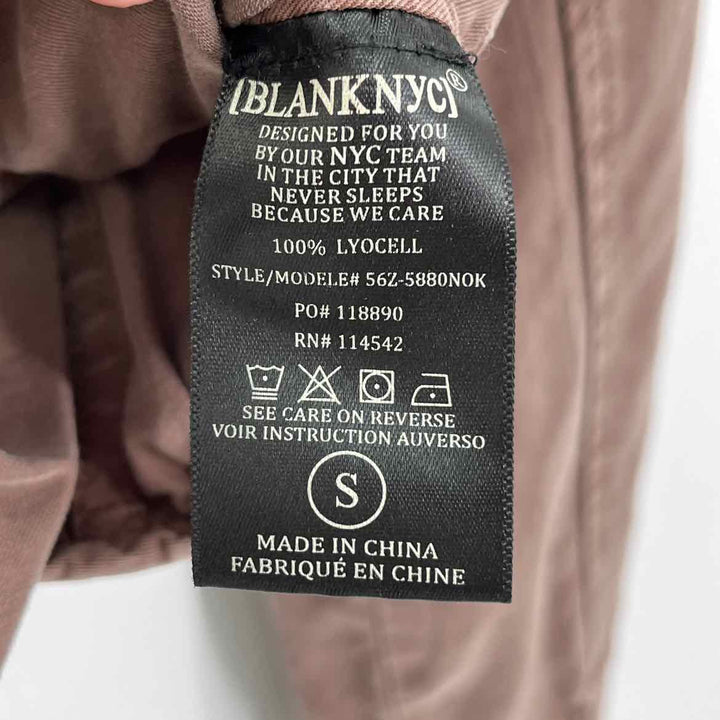 [BLANKNYC]®
DESIGNED FOR YOU
BY OUR NYC TEAM
IN THE CITY THAT
NEVER SLEEPS
BECAUSE WE CARE
100% LYOCELL
STYLE/MODELE# 56Z-5880NOK
PO# 118890
RN# 114542
SEE CARE ON REVERSE
VOIR INSTRUCTION AUVERSO
S
MADE IN CHINA
FABRIQUÉ EN CHINE